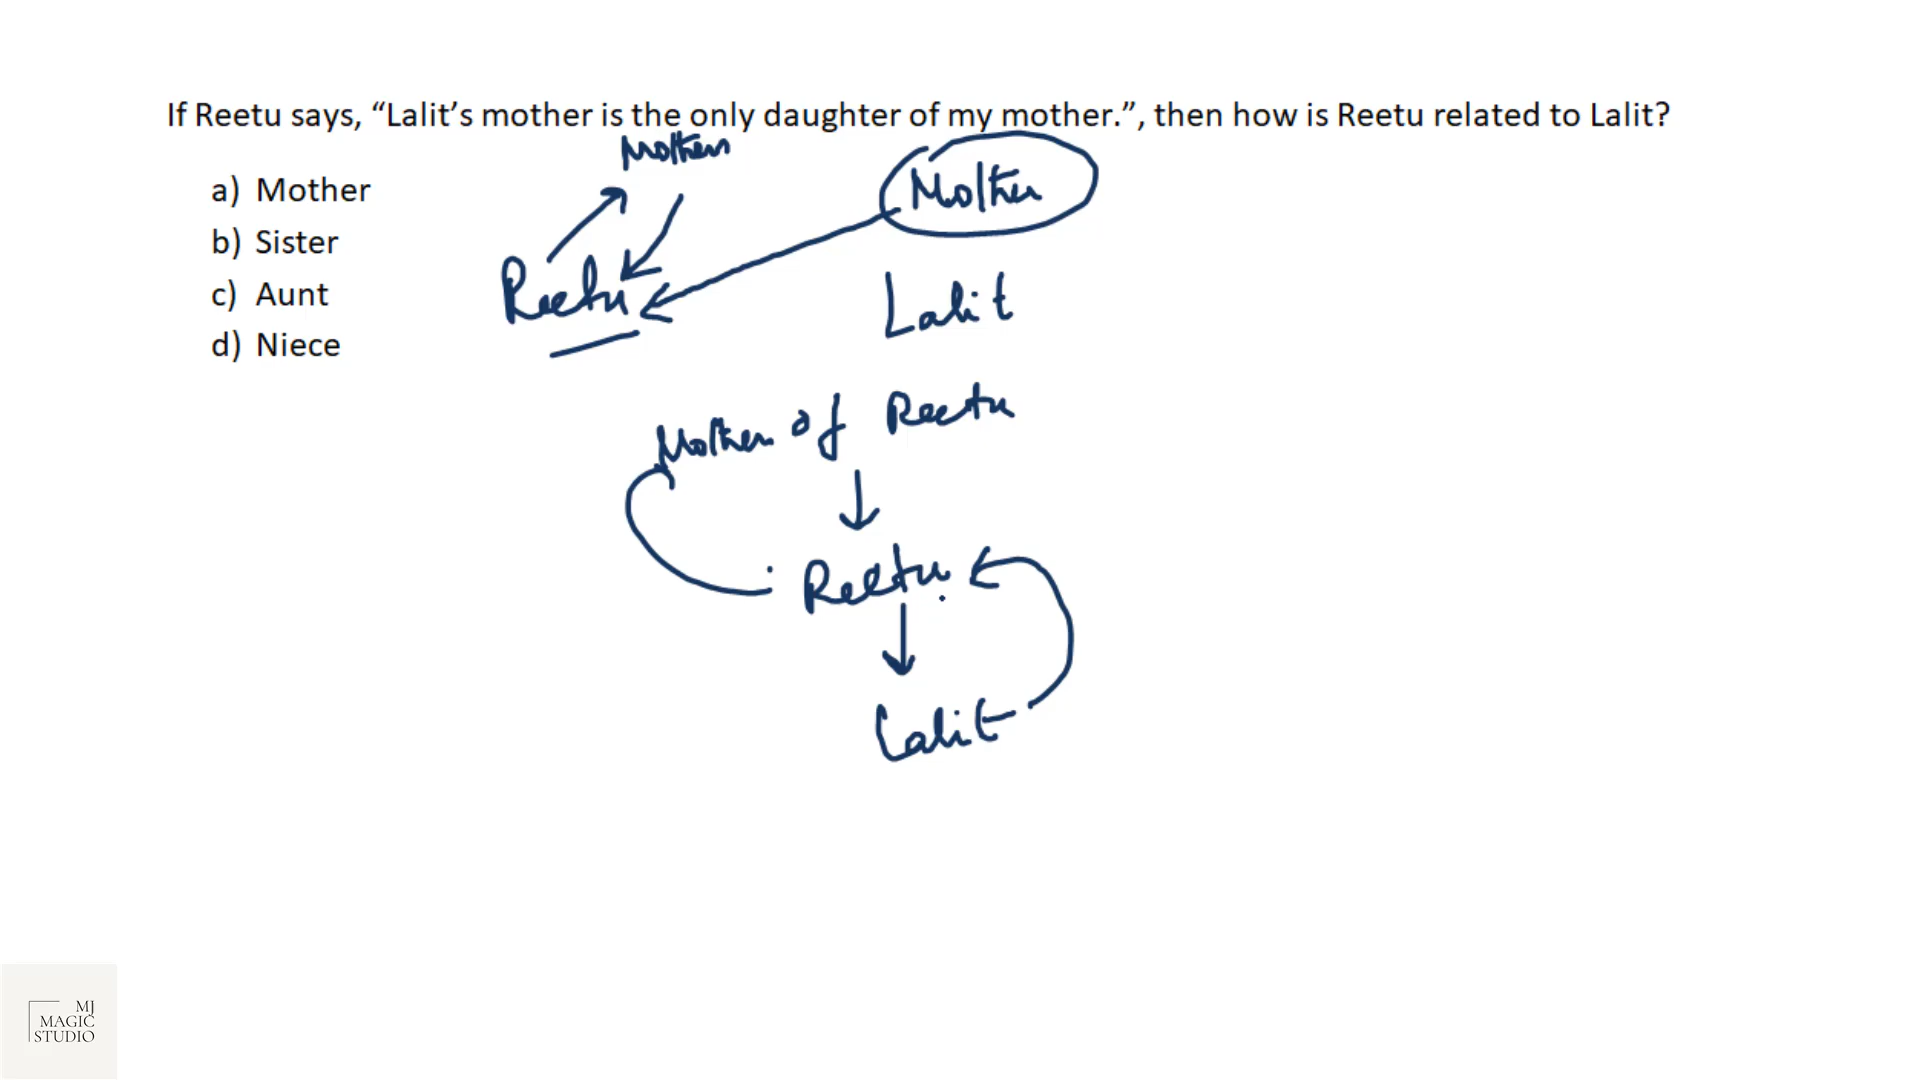 If Reetu says, “Lalit’s mother is the only daughter of my mother.”, then how is Reetu related to Lalit?
Mother
a) Mother
Mother
b) Sister
c) Aunt
Reetu
Lalit
d) Niece
Mother of Reetu
Reetu
Lalit
MJ
MAGIC
STUDIO